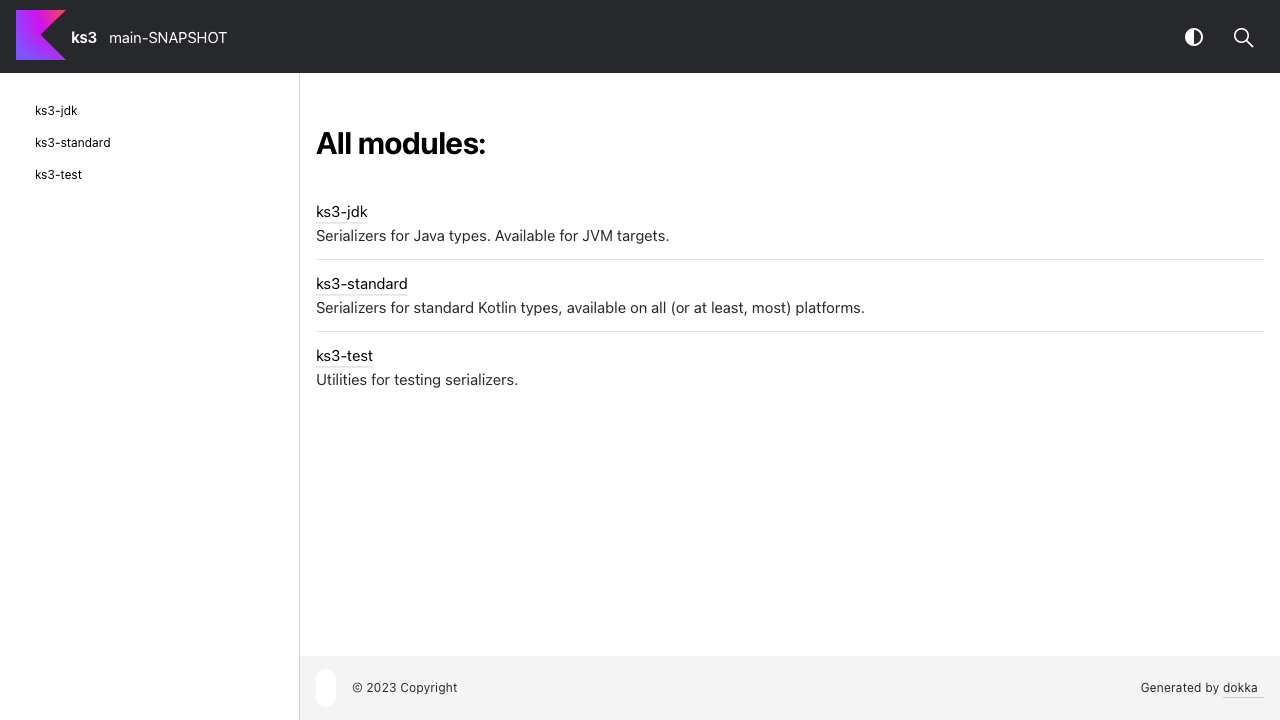 ks3 main-SNAPSHOT
ks3-jdk
ks3-standard
ks3-test
All modules:
ks3-jdk
Serializers for Java types. Available for JVM targets.
ks3-standard
Serializers for standard Kotlin types, available on all (or at least, most) platforms.
ks3-test
Utilities for testing serializers.
© 2023 Copyright
Generated by dokka